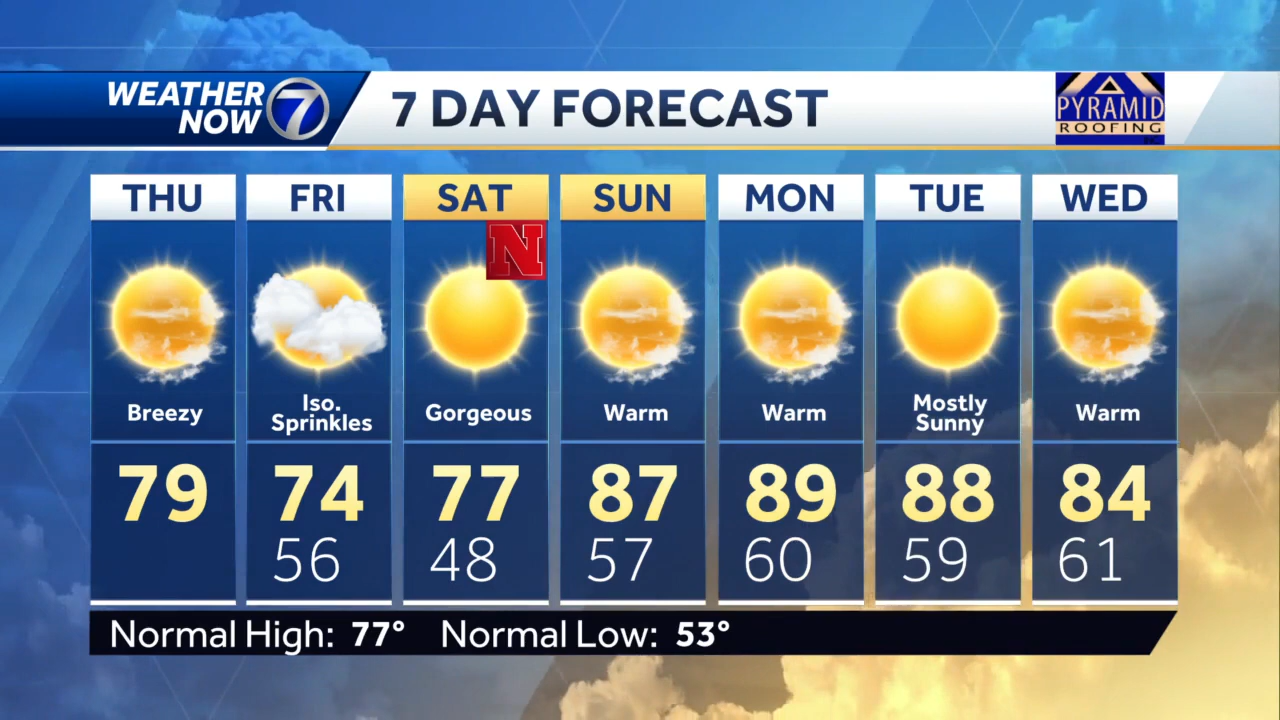 WEATHER
NOW
7
7 DAY FORECAST
PYRAMID
ROOFING
THU
FRI
SAT
SUN
MON
TUE
WED
N
Breezy
Iso.
Sprinkles
Gorgeous
Warm
Warm
Mostly
Sunny
Warm
79
74
77
87
89
88
84
56
48
57
60
59
61
Normal High: 77° Normal Low: 53°